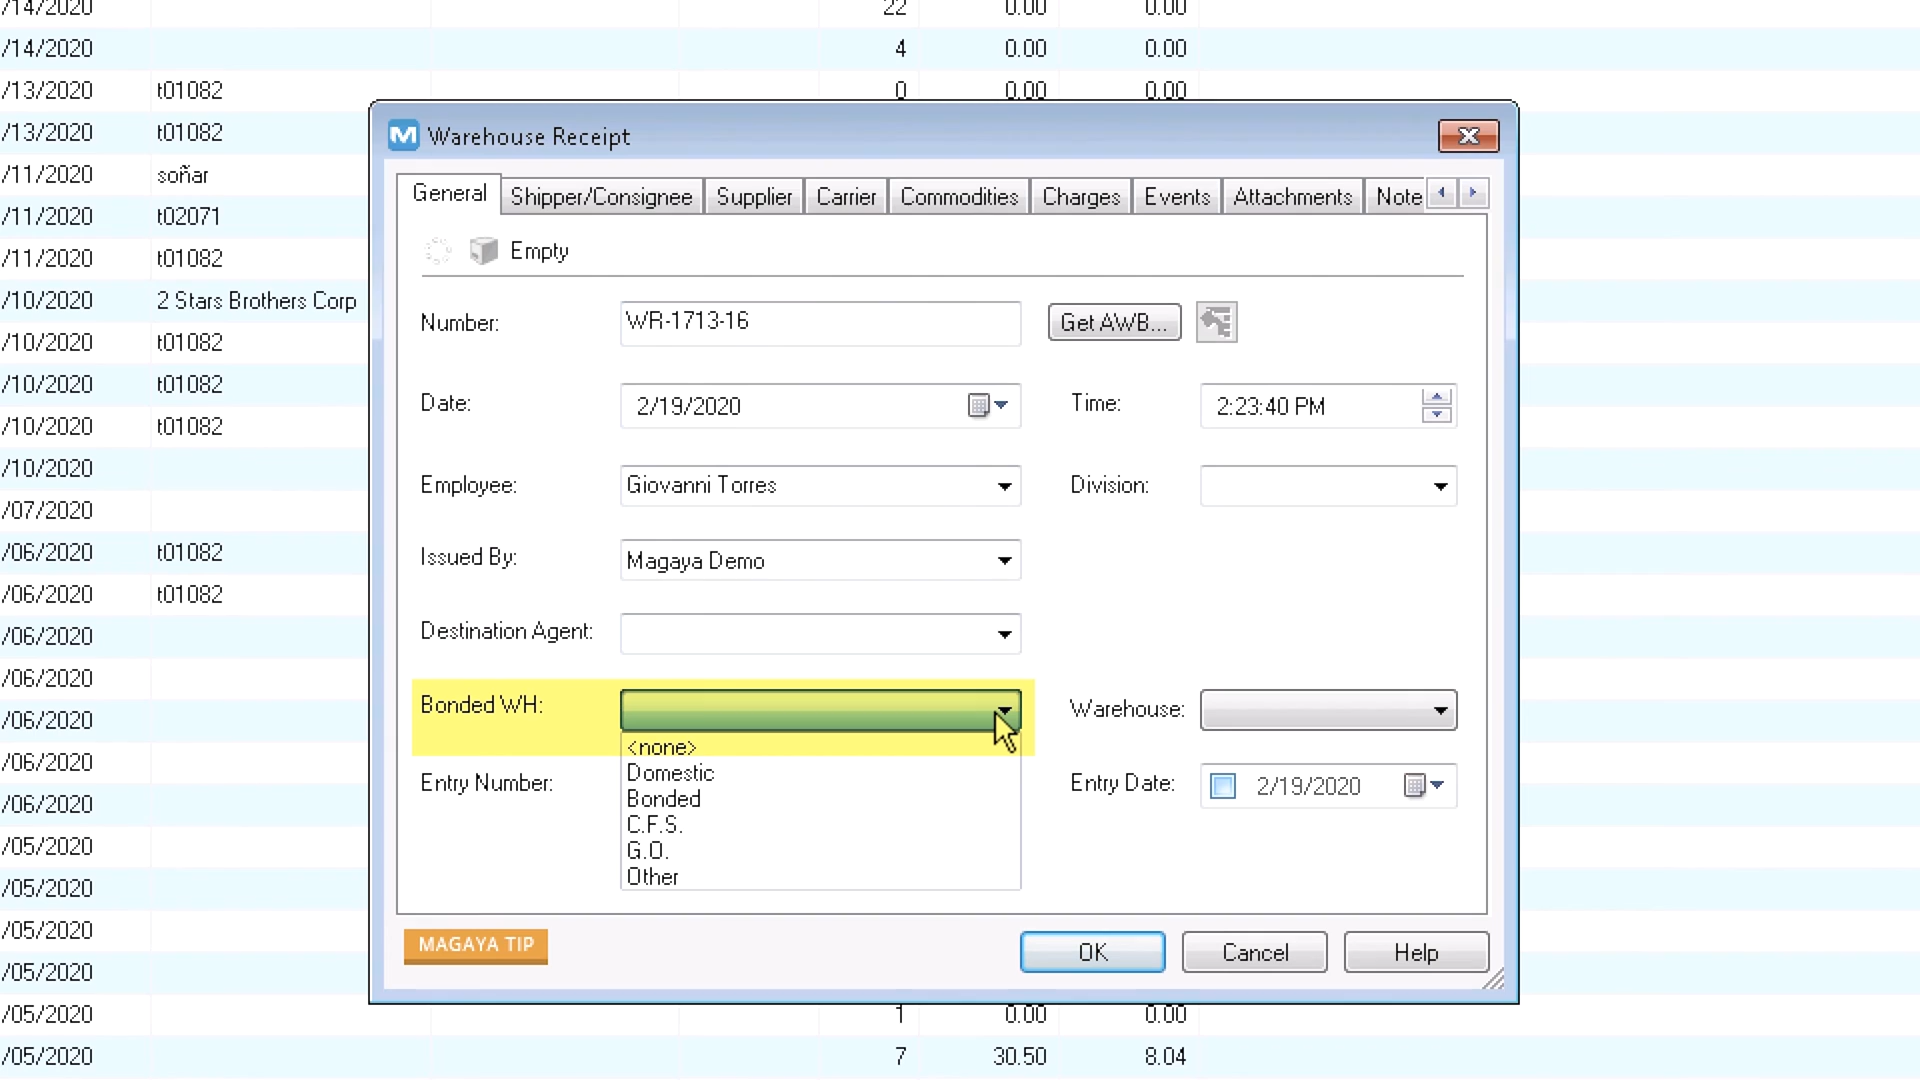 /14/2020 22 0.00 0.00
/14/2020 4 0.00 0.00
/13/2020 t01082 0 0.00 0.00
/13/2020 t01082
/11/2020 soñar
/11/2020 t02071
/11/2020 t01082
/10/2020 2 Stars Brothers Corp
/10/2020 t01082
/10/2020 t01082
/10/2020 t01082
/10/2020
/07/2020
/06/2020 t01082
/06/2020 t01082
/06/2020
/06/2020
/06/2020
/06/2020
/06/2020
/05/2020
/05/2020
/05/2020
/05/2020
/05/2020 1 0.00 0.00
/05/2020 7 30.50 8.04
M Warehouse Receipt
General Shipper/Consignee Supplier Carrier Commodities Charges Events Attachments Note
Empty
Number: WR-1713-16 Get AWB...
Date: 2/19/2020 Time: 2:23:40 PM
Employee: Giovanni Torres Division:
Issued By: Magaya Demo
Destination Agent:
Bonded WH: Warehouse:
<none>
Domestic
Entry Number: Entry Date: 2/19/2020
Bonded
C.F.S.
G.O.
Other
MAGAYA TIP
OK Cancel Help